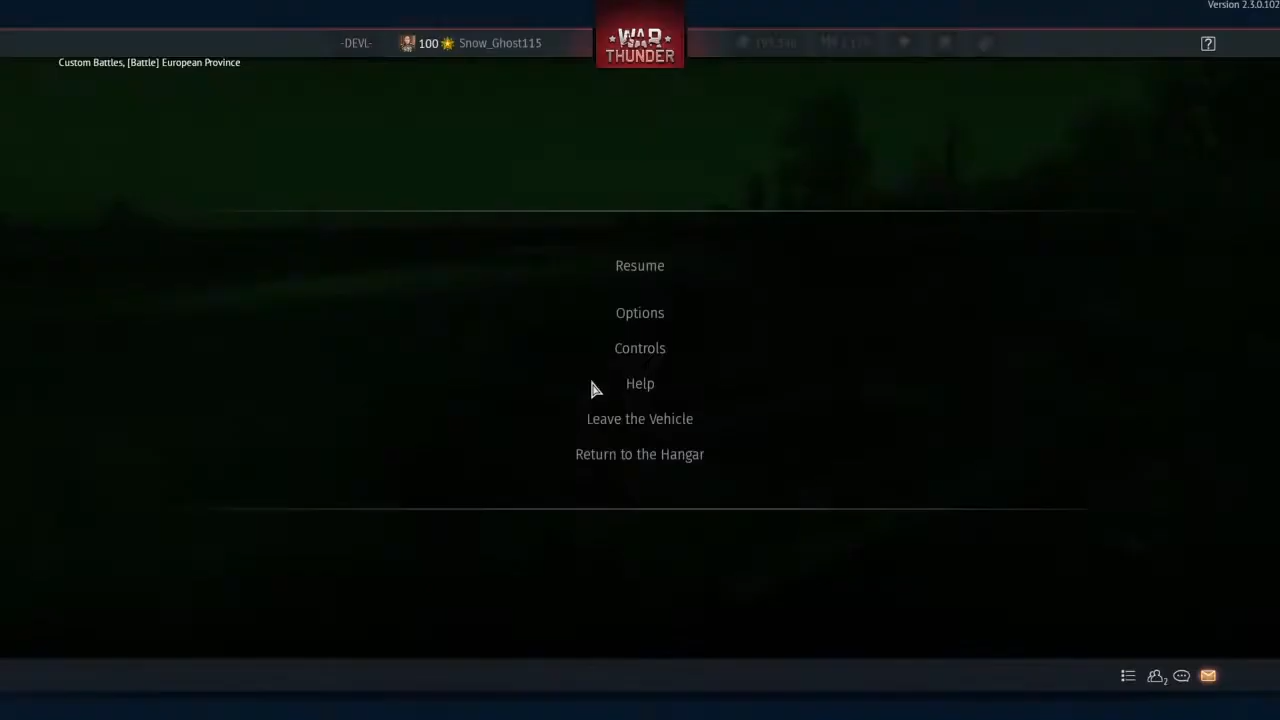 Version 2.3.0.102
-DEVL- 100 Snow_Ghost115
WAR THUNDER
?
Custom Battles, [Battle] European Province
Resume
Options
Controls
Help
Leave the Vehicle
Return to the Hangar
2